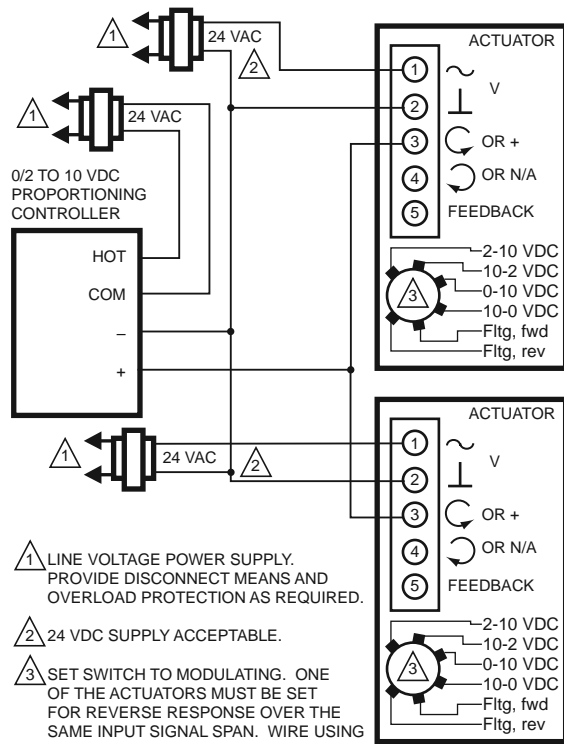 1
24 VAC
2
1
24 VAC
0/2 TO 10 VDC
PROPORTIONING
CONTROLLER
HOT
COM
–
+
ACTUATOR
1
V
2
3 OR +
4 OR N/A
5 FEEDBACK
2-10 VDC
10-2 VDC
0-10 VDC
3
10-0 VDC
Fltg, fwd
Fltg, rev
1
24 VAC
2
ACTUATOR
1
V
2
3 OR +
4 OR N/A
5 FEEDBACK
2-10 VDC
10-2 VDC
0-10 VDC
3
10-0 VDC
Fltg, fwd
Fltg, rev
1 LINE VOLTAGE POWER SUPPLY.
PROVIDE DISCONNECT MEANS AND
OVERLOAD PROTECTION AS REQUIRED.
2 24 VDC SUPPLY ACCEPTABLE.
3 SET SWITCH TO MODULATING. ONE
OF THE ACTUATORS MUST BE SET
FOR REVERSE RESPONSE OVER THE
SAME INPUT SIGNAL SPAN. WIRE USING